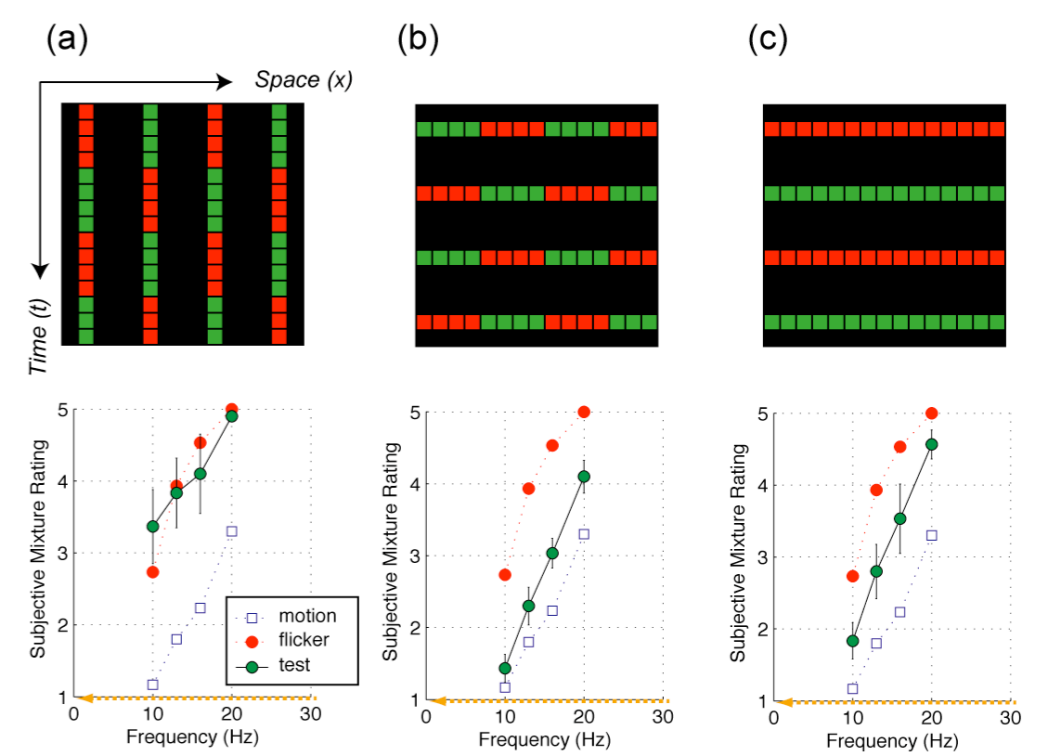 (a)
(b)
(c)
Space (x)
Time (t)
5
4
3
2
1
0
10
20
30
Subjective Mixture Rating
Frequency (Hz)
motion
flicker
test
5
4
3
2
1
0
10
20
30
Subjective Mixture Rating
Frequency (Hz)
5
4
3
2
1
0
10
20
30
Subjective Mixture Rating
Frequency (Hz)